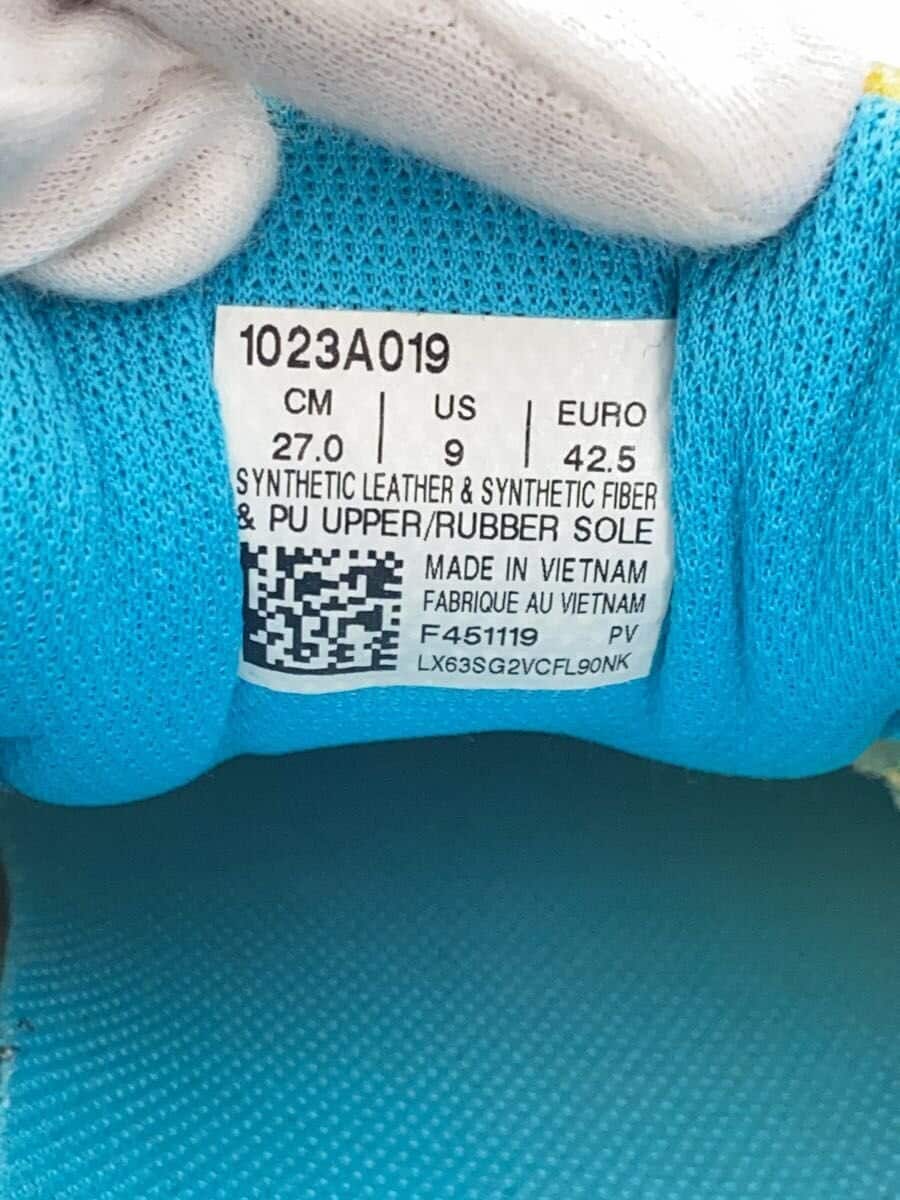 1023A019
CM | US | EURO
27.0 | 9 | 42.5
SYNTHETIC LEATHER & SYNTHETIC FIBER
& PU UPPER/RUBBER SOLE
MADE IN VIETNAM
FABRIQUE AU VIETNAM
F451119 PV
LX63SG2VCFL90NK